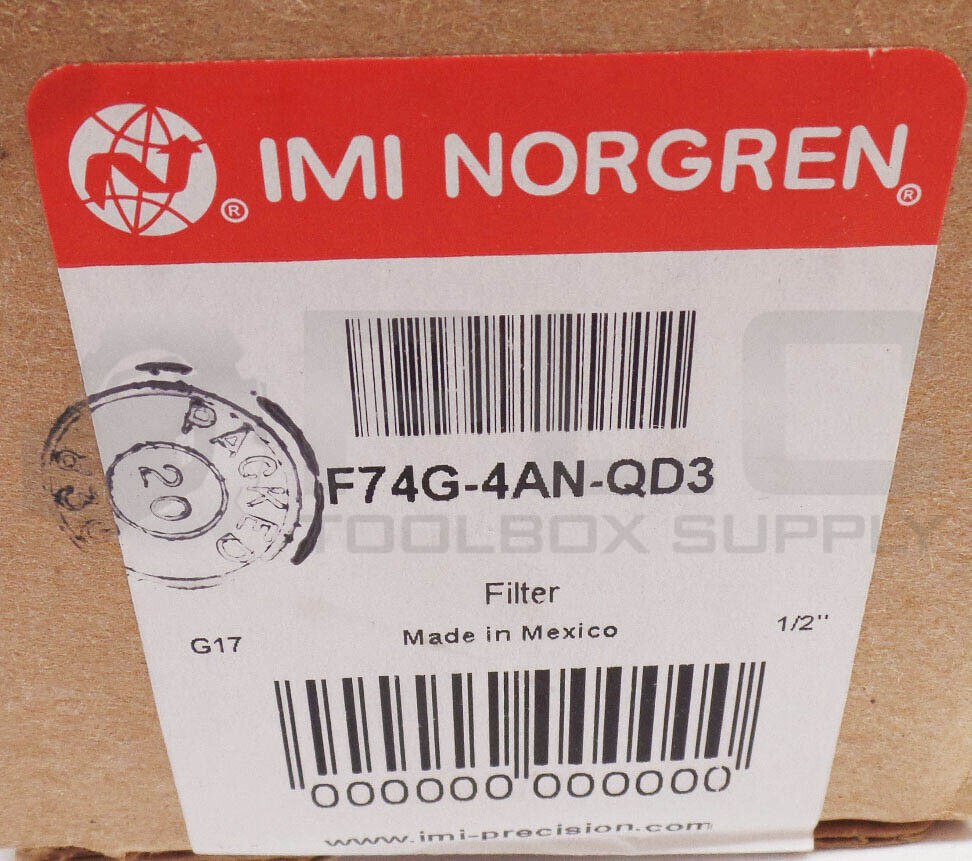 ® IMI NORGREN®
F74G-4AN-QD3
PACKED
20
TOOLBOX SUPPLY
Filter
Made in Mexico
G17
1/2"
000000 000000
www.imi-precision.com